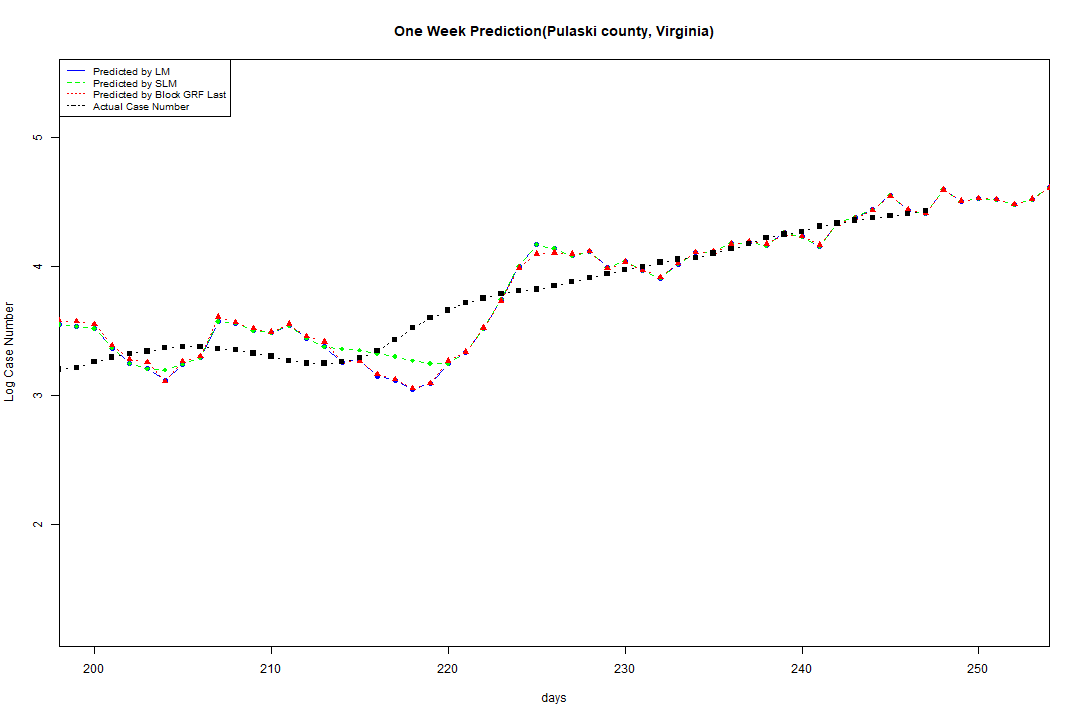 One Week Prediction(Pulaski county, Virginia)
Predicted by LM
Predicted by SLM
Predicted by Block GRF Last
Actual Case Number
5
4
3
2
Log Case Number
200 210 220 230 240 250
days